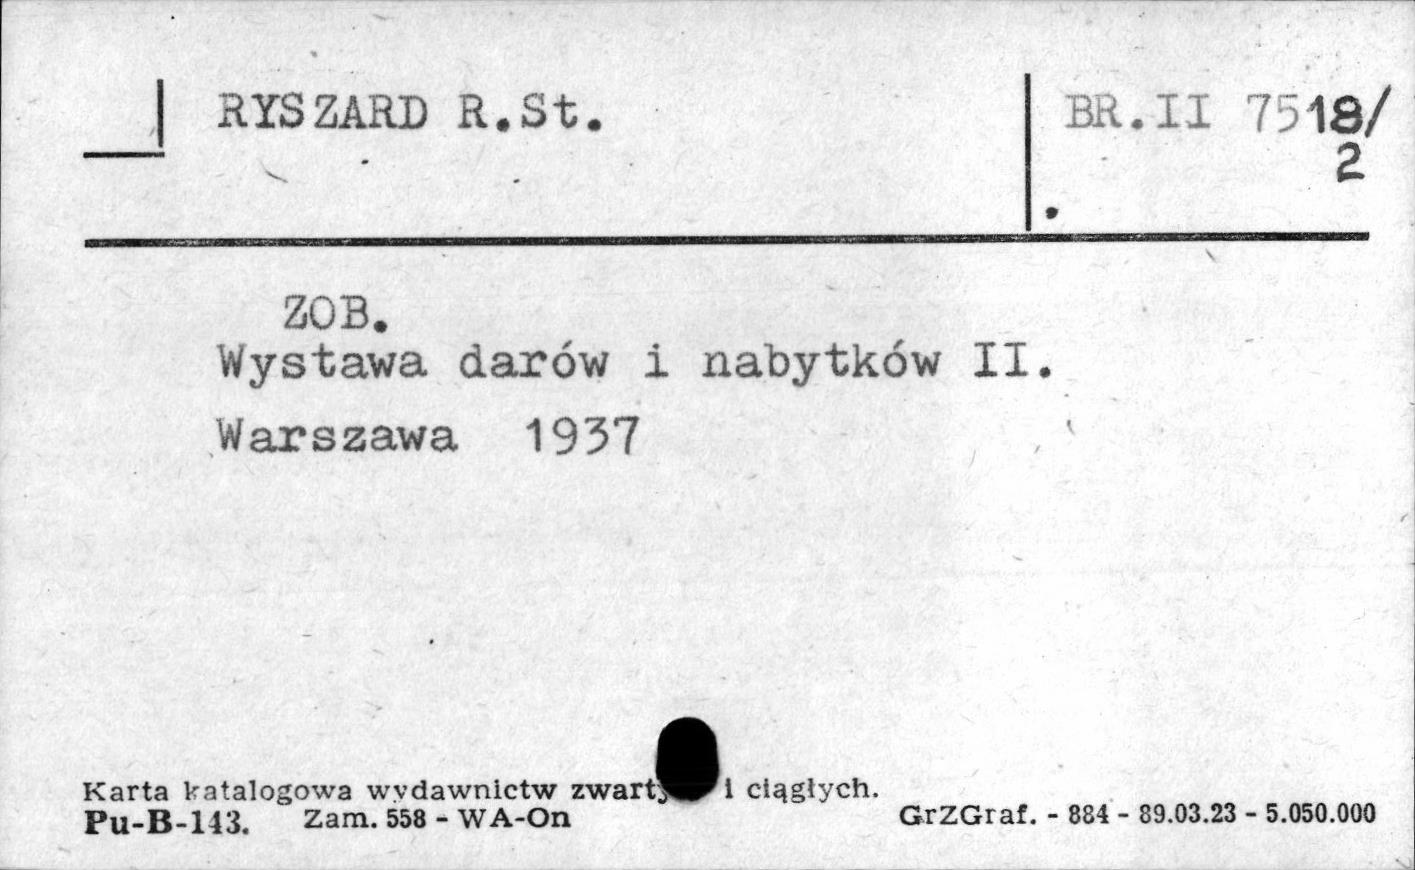 RYSZARD R.St.
BR.II 7518/
2
ZOB.
Wystawa darów i nabytków II.
Warszawa 1937
Karta katalogowa wydawnictw i ciągłych.
Pu-B-143. Zam. 558 - WA-On
GrZGraf. - 884 - 89.03.23 - 5.050.000